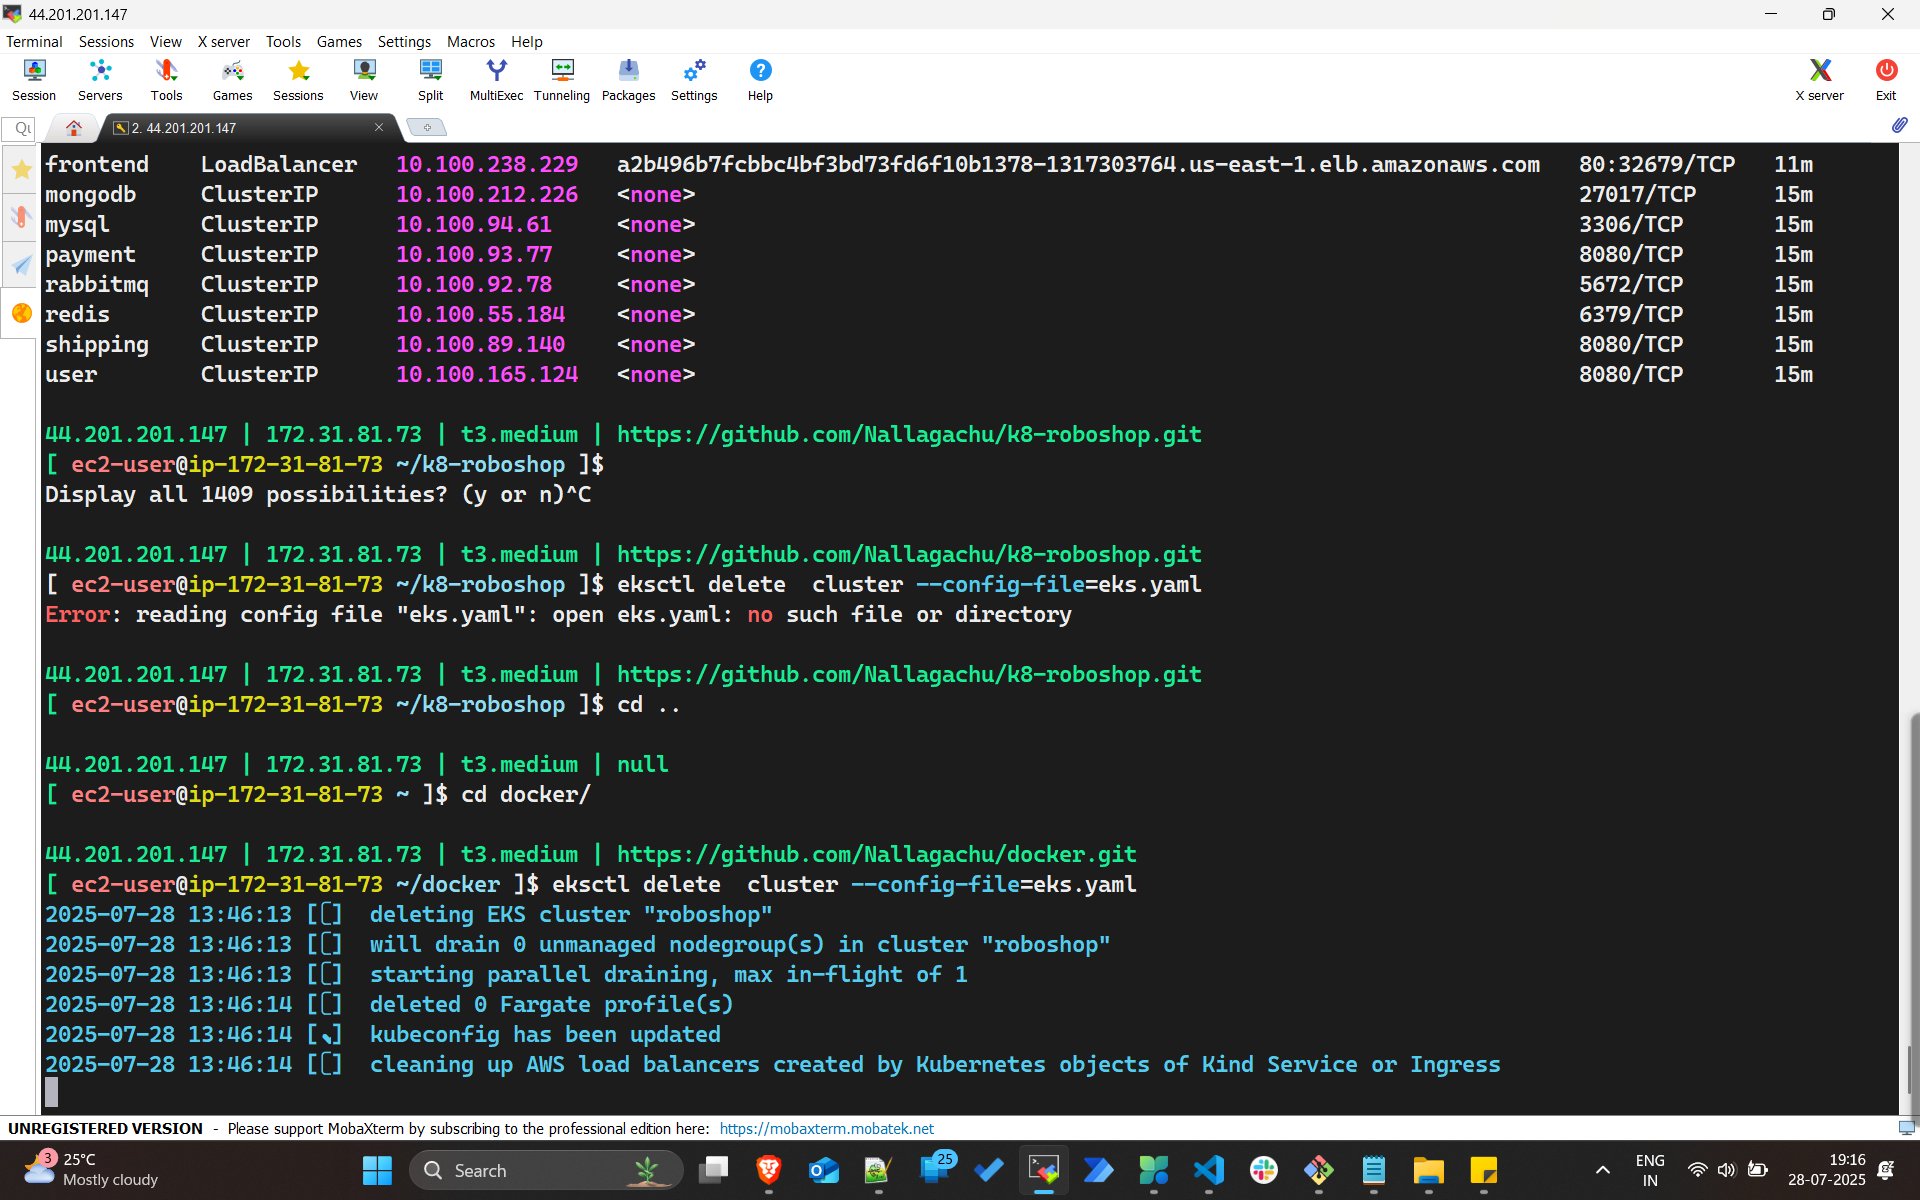 44.201.201.147
Terminal Sessions View X server Tools Games Settings Macros Help
Session Servers Tools Games Sessions View Split MultiExec Tunneling Packages Settings Help X server Exit
2. 44.201.201.147
frontend LoadBalancer 10.100.238.229 a2b496b7fcbbc4bf3bd73fd6f10b1378-1317303764.us-east-1.elb.amazonaws.com 80:32679/TCP 11m
mongodb ClusterIP 10.100.212.226 <none> 27017/TCP 15m
mysql ClusterIP 10.100.94.61 <none> 3306/TCP 15m
payment ClusterIP 10.100.93.77 <none> 8080/TCP 15m
rabbitmq ClusterIP 10.100.92.78 <none> 5672/TCP 15m
redis ClusterIP 10.100.55.184 <none> 6379/TCP 15m
shipping ClusterIP 10.100.89.140 <none> 8080/TCP 15m
user ClusterIP 10.100.165.124 <none> 8080/TCP 15m
44.201.201.147 | 172.31.81.73 | t3.medium | https://github.com/Nallagachu/k8-roboshop.git
[ ec2-user@ip-172-31-81-73 ~/k8-roboshop ]$
Display all 1409 possibilities? (y or n)^C
44.201.201.147 | 172.31.81.73 | t3.medium | https://github.com/Nallagachu/k8-roboshop.git
[ ec2-user@ip-172-31-81-73 ~/k8-roboshop ]$ eksctl delete  cluster --config-file=eks.yaml
Error: reading config file "eks.yaml": open eks.yaml: no such file or directory
44.201.201.147 | 172.31.81.73 | t3.medium | https://github.com/Nallagachu/k8-roboshop.git
[ ec2-user@ip-172-31-81-73 ~/k8-roboshop ]$ cd ..
44.201.201.147 | 172.31.81.73 | t3.medium | null
[ ec2-user@ip-172-31-81-73 ~ ]$ cd docker/
44.201.201.147 | 172.31.81.73 | t3.medium | https://github.com/Nallagachu/docker.git
[ ec2-user@ip-172-31-81-73 ~/docker ]$ eksctl delete  cluster --config-file=eks.yaml
2025-07-28 13:46:13 [ ] deleting EKS cluster "roboshop"
2025-07-28 13:46:13 [ ] will drain 0 unmanaged nodegroup(s) in cluster "roboshop"
2025-07-28 13:46:13 [ ] starting parallel draining, max in-flight of 1
2025-07-28 13:46:14 [ ] deleted 0 Fargate profile(s)
2025-07-28 13:46:14 [ ] kubeconfig has been updated
2025-07-28 13:46:14 [ ] cleaning up AWS load balancers created by Kubernetes objects of Kind Service or Ingress
UNREGISTERED VERSION - Please support MobaXterm by subscribing to the professional edition here: https://mobaxterm.mobatek.net
3 25°C
Mostly cloudy
Search
25
ENG
IN
19:16
28-07-2025